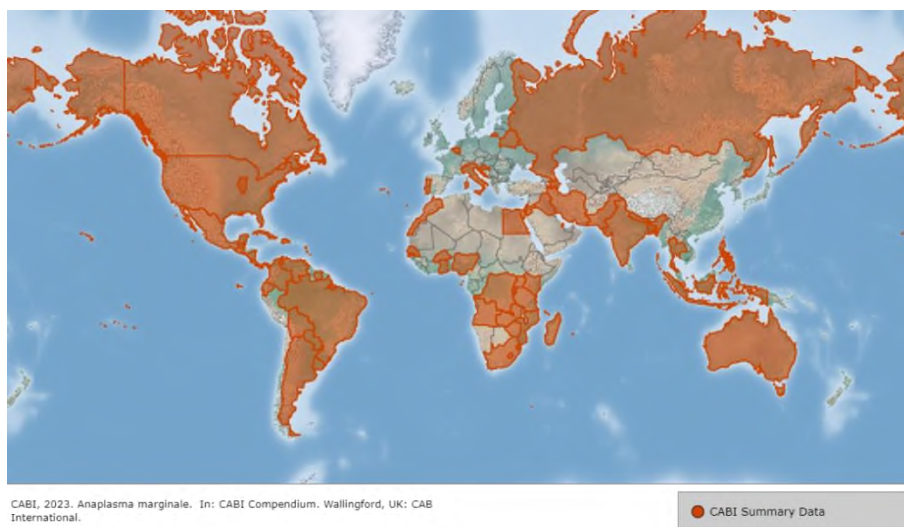 CABI, 2023. Anaplasma marginale. In: CABI Compendium. Wallingford, UK: CAB
International.
CABI Summary Data